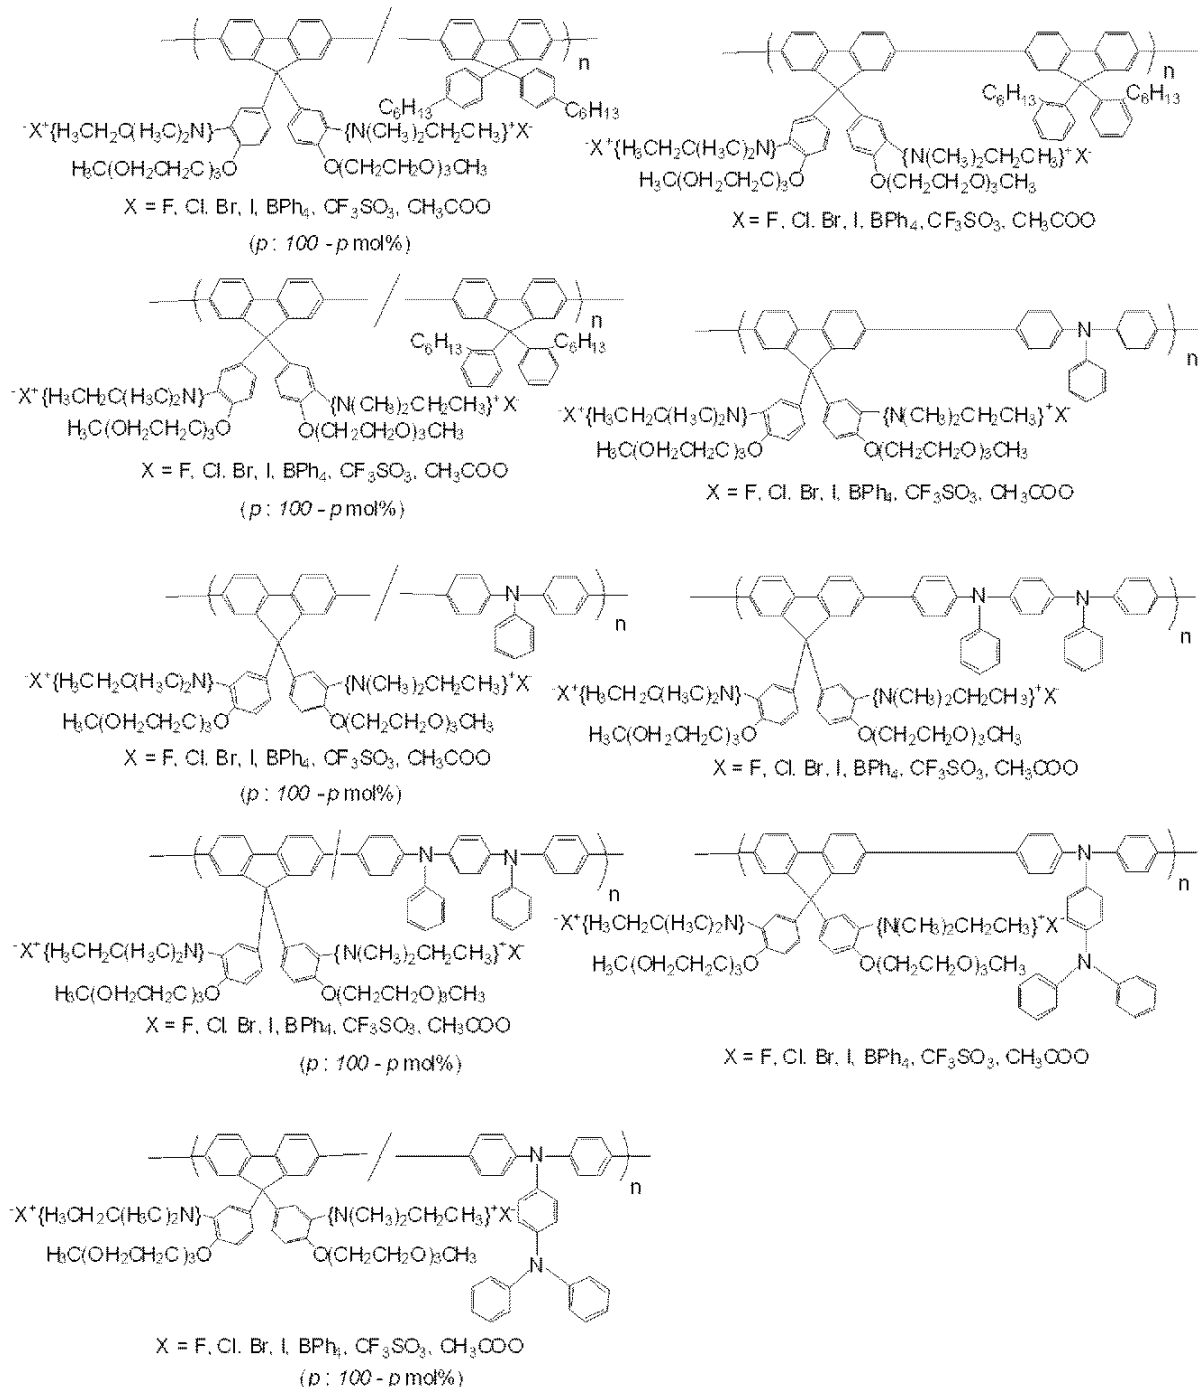 n
C₆H₁₃ C₆H₁₃
⁻X⁺{H₃CH₂C(H₃C)₂N} {N(CH₃)₂CH₂CH₃}⁺X⁻
H₃C(OH₂CH₂C)₃O O(CH₂CH₂O)₃CH₃
X = F, Cl. Br, I, BPh₄, CF₃SO₃, CH₃COO
(p : 100 - p mol%)
n
C₆H₁₃ C₆H₁₃
⁻X⁺{H₃CH₂C(H₃C)₂N} {N(CH₃)₂CH₂CH₃}⁺X⁻
H₃C(OH₂CH₂C)₃O O(CH₂CH₂O)₃CH₃
X = F, Cl. Br, I, BPh₄, CF₃SO₃, CH₃COO
n
C₆H₁₃ C₆H₁₃
⁻X⁺{H₃CH₂C(H₃C)₂N} {N(CH₃)₂CH₂CH₃}⁺X⁻
H₃C(OH₂CH₂C)₃O O(CH₂CH₂O)₃CH₃
X = F, Cl. Br, I, BPh₄, CF₃SO₃, CH₃COO
(p : 100 - p mol%)
N
n
⁻X⁺{H₃CH₂C(H₃C)₂N} {N(CH₃)₂CH₂CH₃}⁺X⁻
H₃C(OH₂CH₂C)₃O O(CH₂CH₂O)₃CH₃
X = F, Cl. Br, I, BPh₄, CF₃SO₃, CH₃COO
N
n
⁻X⁺{H₃CH₂C(H₃C)₂N} {N(CH₃)₂CH₂CH₃}⁺X⁻
H₃C(OH₂CH₂C)₃O O(CH₂CH₂O)₃CH₃
X = F, Cl. Br, I, BPh₄, CF₃SO₃, CH₃COO
(p : 100 - p mol%)
N N
n
⁻X⁺{H₃CH₂C(H₃C)₂N} {N(CH₃)₂CH₂CH₃}⁺X⁻
H₃C(OH₂CH₂C)₃O O(CH₂CH₂O)₃CH₃
X = F, Cl. Br, I, BPh₄, CF₃SO₃, CH₃COO
N N
n
⁻X⁺{H₃CH₂C(H₃C)₂N} {N(CH₃)₂CH₂CH₃}⁺X⁻
H₃C(OH₂CH₂C)₃O O(CH₂CH₂O)₃CH₃
X = F, Cl. Br, I, BPh₄, CF₃SO₃, CH₃COO
(p : 100 - p mol%)
N
n
⁻X⁺{H₃CH₂C(H₃C)₂N} {N(CH₃)₂CH₂CH₃}⁺X⁻
H₃C(OH₂CH₂C)₃O O(CH₂CH₂O)₃CH₃
N
X = F, Cl. Br, I, BPh₄, CF₃SO₃, CH₃COO
N
n
⁻X⁺{H₃CH₂C(H₃C)₂N} {N(CH₃)₂CH₂CH₃}⁺X⁻
H₃C(OH₂CH₂C)₃O O(CH₂CH₂O)₃CH₃
N
X = F, Cl. Br, I, BPh₄, CF₃SO₃, CH₃COO
(p : 100 - p mol%)